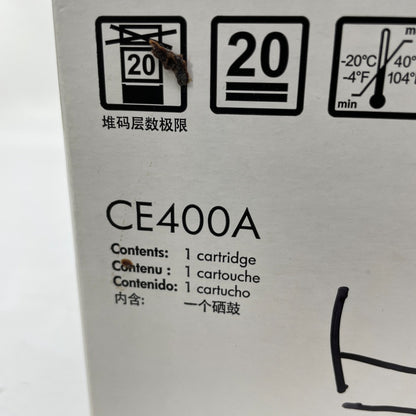 20
20
-20°C
-4°F
40°
104°F
min
堆码层数极限
CE400A
Contents: 1 cartridge
Contenu : 1 cartouche
Contenido: 1 cartucho
内含: 一个硒鼓